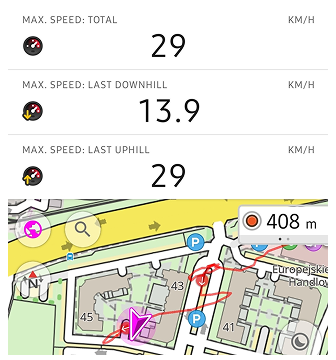 MAX. SPEED: TOTAL KM/H
29
MAX. SPEED: LAST DOWNHILL KM/H
13.9
MAX. SPEED: LAST UPHILL KM/H
29
408 m
P
P
N
Europejskie
Handlow
43
45
41
P